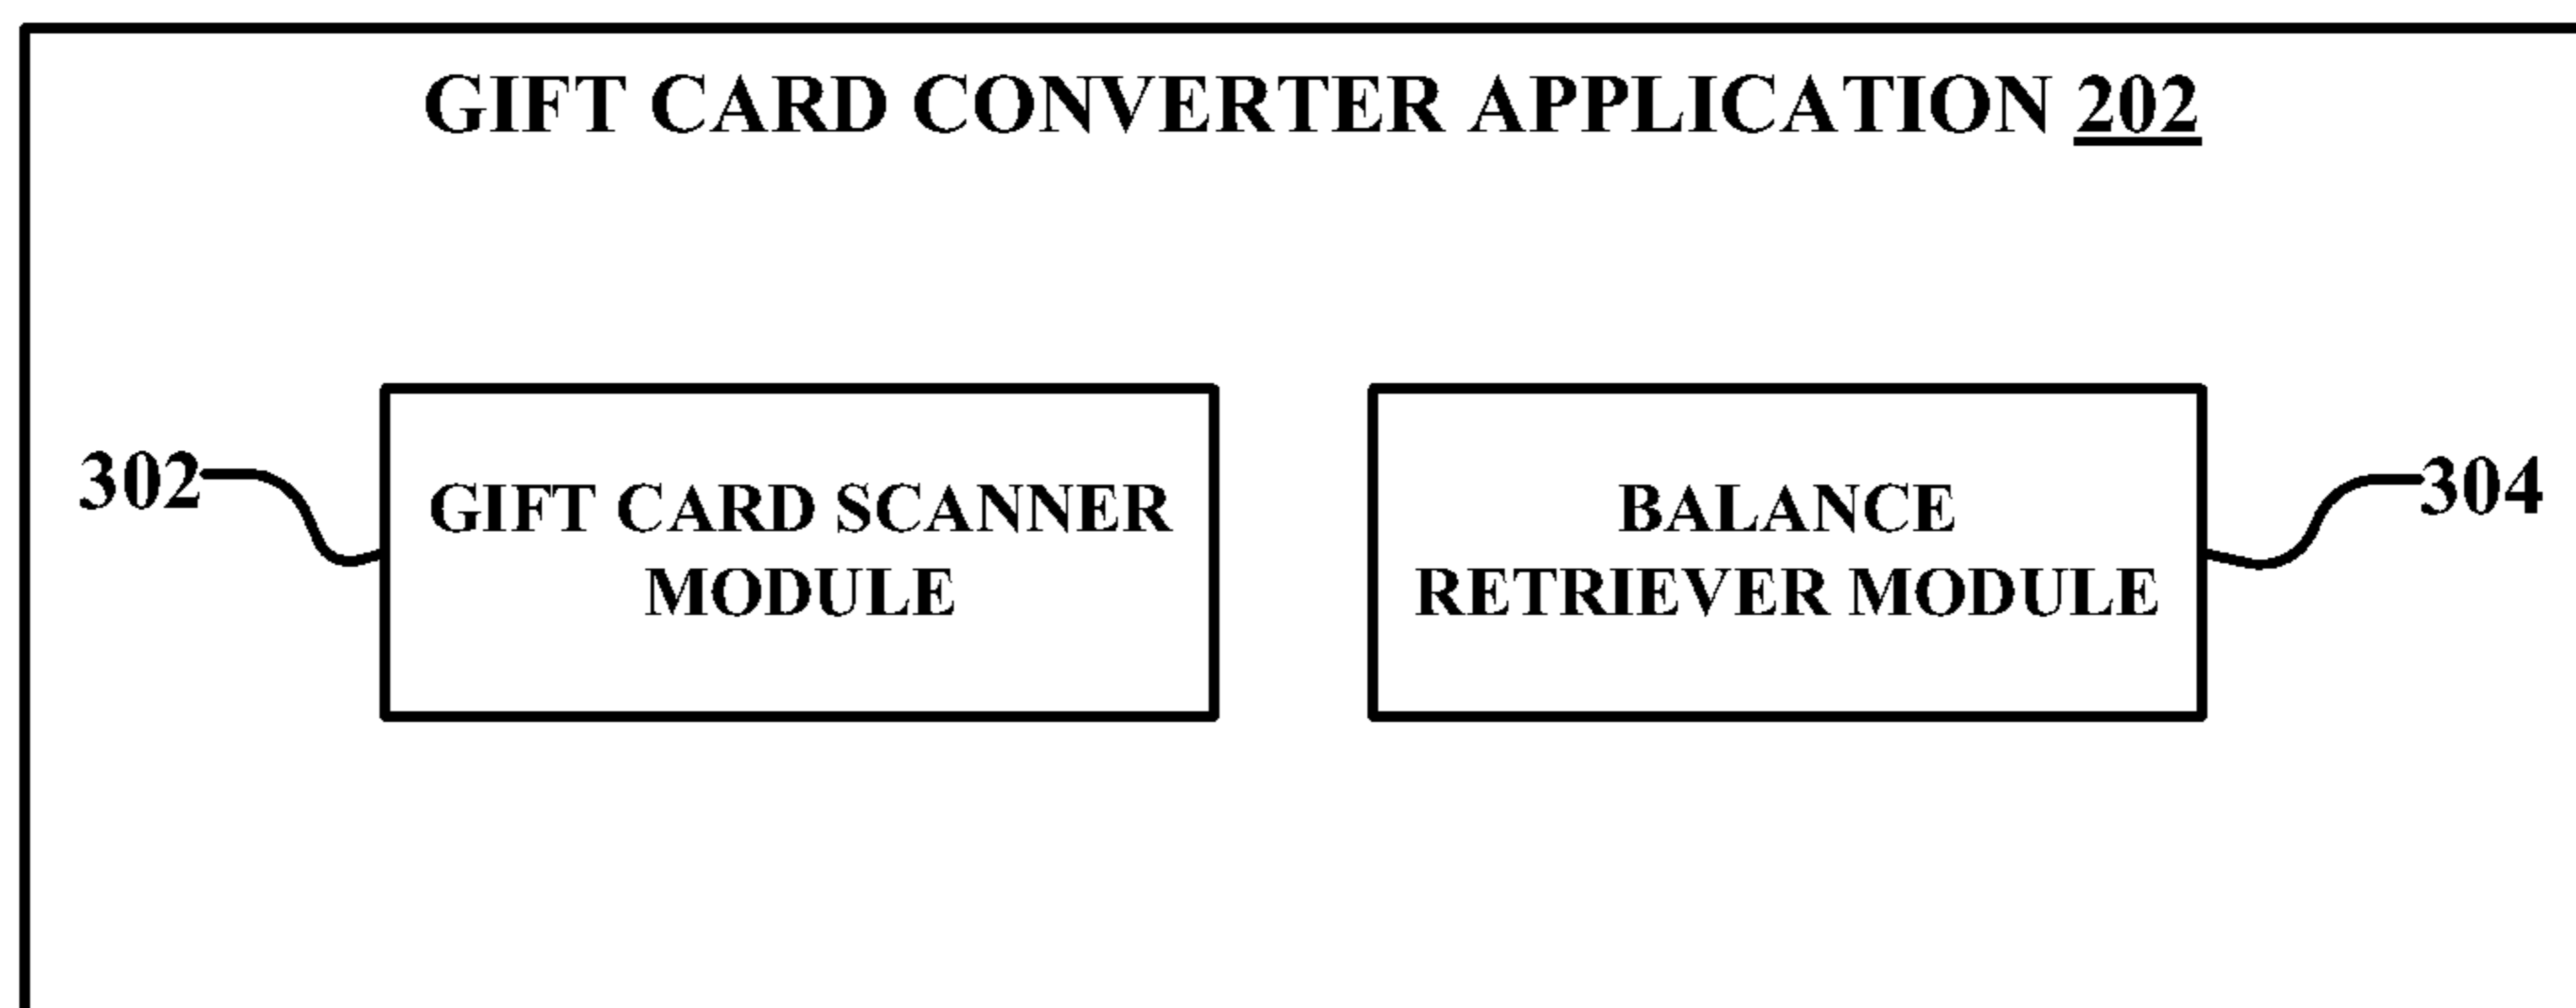 GIFT CARD CONVERTER APPLICATION 202
302
GIFT CARD SCANNER
MODULE
BALANCE
RETRIEVER MODULE
304